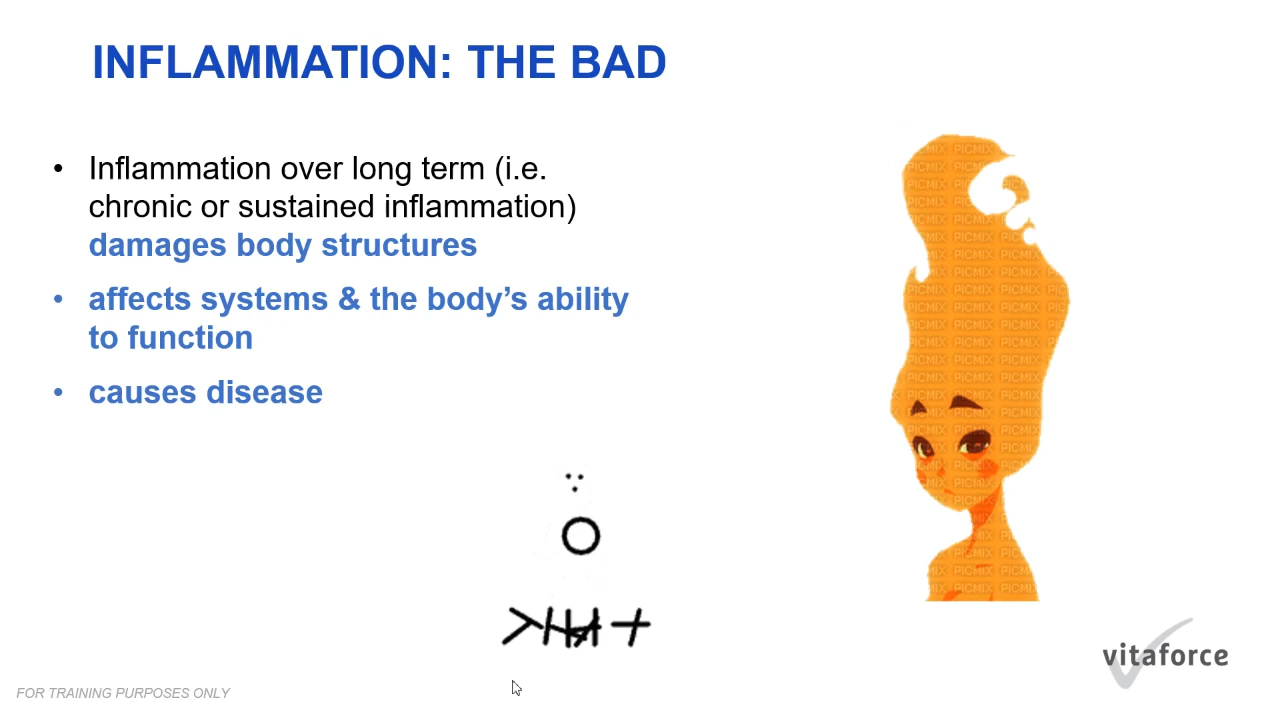 INFLAMMATION: THE BAD
• Inflammation over long term (i.e.
chronic or sustained inflammation)
damages body structures
• affects systems & the body’s ability
to function
• causes disease
vitaforce
FOR TRAINING PURPOSES ONLY